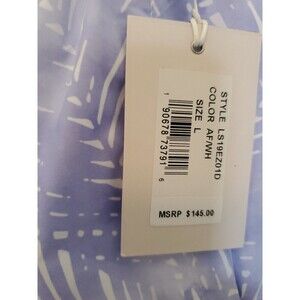 STYLE LS19EZ01D
COLOR AF/WH
SIZE L
1 90678 73791 6
MSRP $145.00